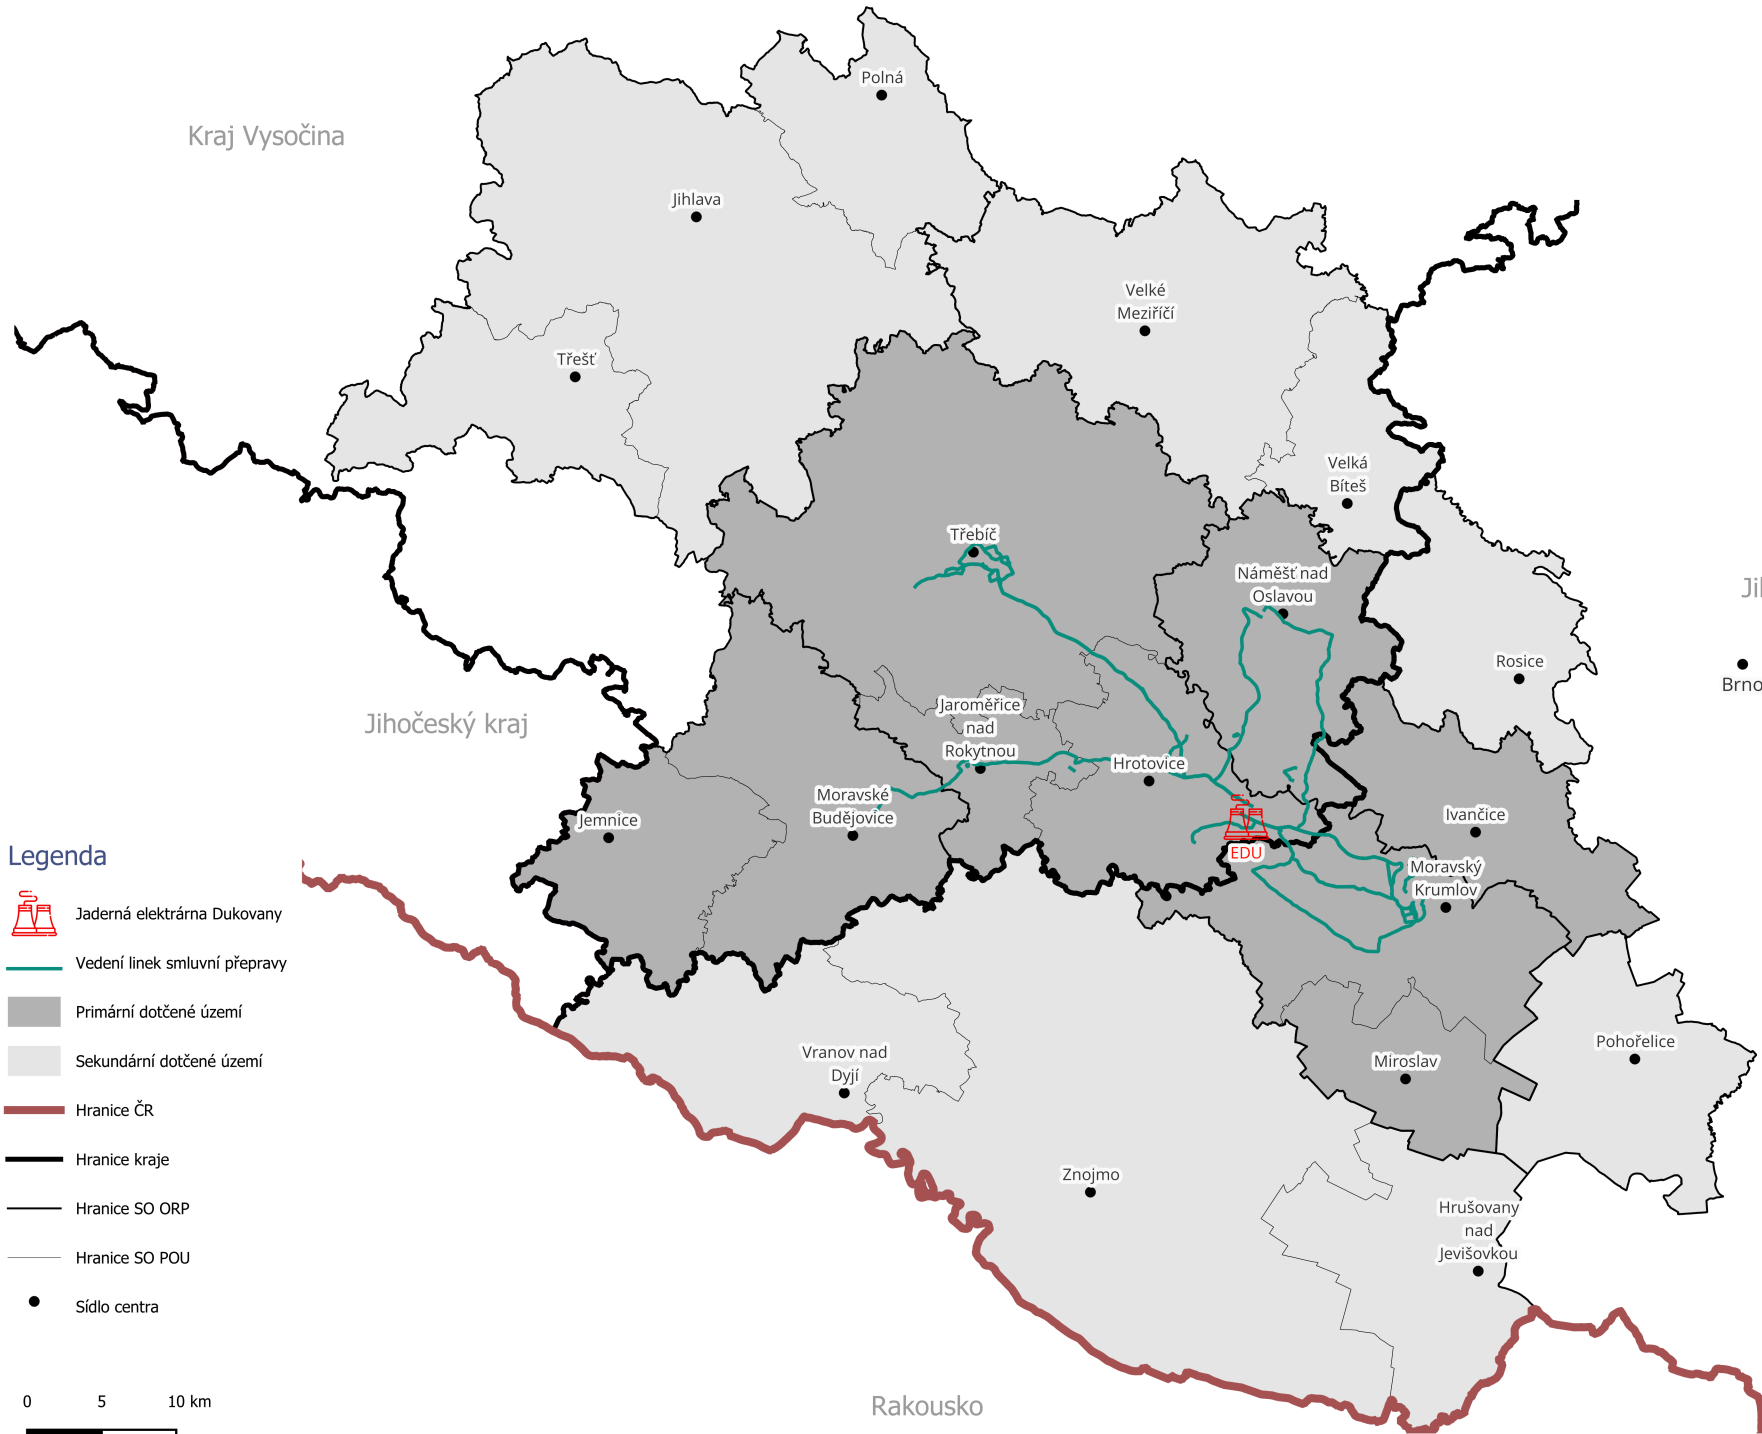 Polná
Kraj Vysočina
Jihlava
Velké
Meziříčí
Třešť
Velká
Bíteš
Třebíč
Náměšť nad
Oslavou
Rosice
Brno
Jaroměřice
nad
Rokytnou
Jihočeský kraj
Hrotovice
Moravské
Budějovice
Jemnice
Ivančice
EDU
Moravský
Krumlov
Vranov nad
Dyjí
Miroslav
Pohořelice
Znojmo
Hrušovany
nad
Jevišovkou
Rakousko
Legenda
Jaderná elektrárna Dukovany
Vedení linek smluvní přepravy
Primární dotčené území
Sekundární dotčené území
Hranice ČR
Hranice kraje
Hranice SO ORP
Hranice SO POU
Sídlo centra
0 5 10 km